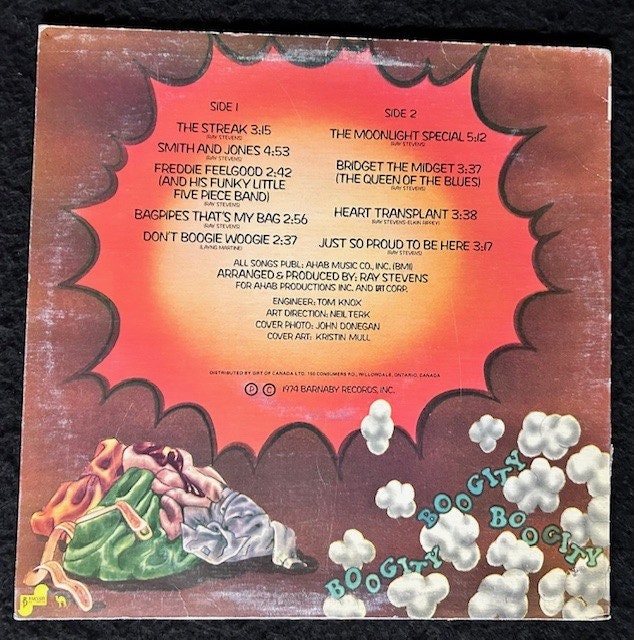 SIDE 1
THE STREAK 3:15
(RAY STEVENS)
SMITH AND JONES 4:53
(RAY STEVENS)
FREDDIE FEELGOOD 2:42
(AND HIS FUNKY LITTLE
FIVE PIECE BAND)
(RAY STEVENS)
BAGPIPES THAT'S MY BAG 2:56
(RAY STEVENS)
DON'T BOOGIE WOOGIE 2:37
(LAYNG MARTINE)
SIDE 2
THE MOONLIGHT SPECIAL 5:12
(RAY STEVENS)
BRIDGET THE MIDGET 3:37
(THE QUEEN OF THE BLUES)
(RAY STEVENS)
HEART TRANSPLANT 3:38
(RAY STEVENS-ELKIN RIPPEY)
JUST SO PROUD TO BE HERE 3:17
(RAY STEVENS)
ALL SONGS PUBL: AHAB MUSIC CO., INC. (BMI)
ARRANGED & PRODUCED BY: RAY STEVENS
FOR AHAB PRODUCTIONS INC. AND GRT CORP.
ENGINEER: TOM KNOX
ART DIRECTION: NEIL TERK
COVER PHOTO: JOHN DONEGAN
COVER ART: KRISTIN MULL
DISTRIBUTED BY GRT OF CANADA LTD. 150 CONSUMERS RD., WILLOWDALE, ONTARIO, CANADA
Ⓟ © 1974 BARNABY RECORDS, INC.
BOOGITY
BOOGITY
BOOGITY
BARNABY